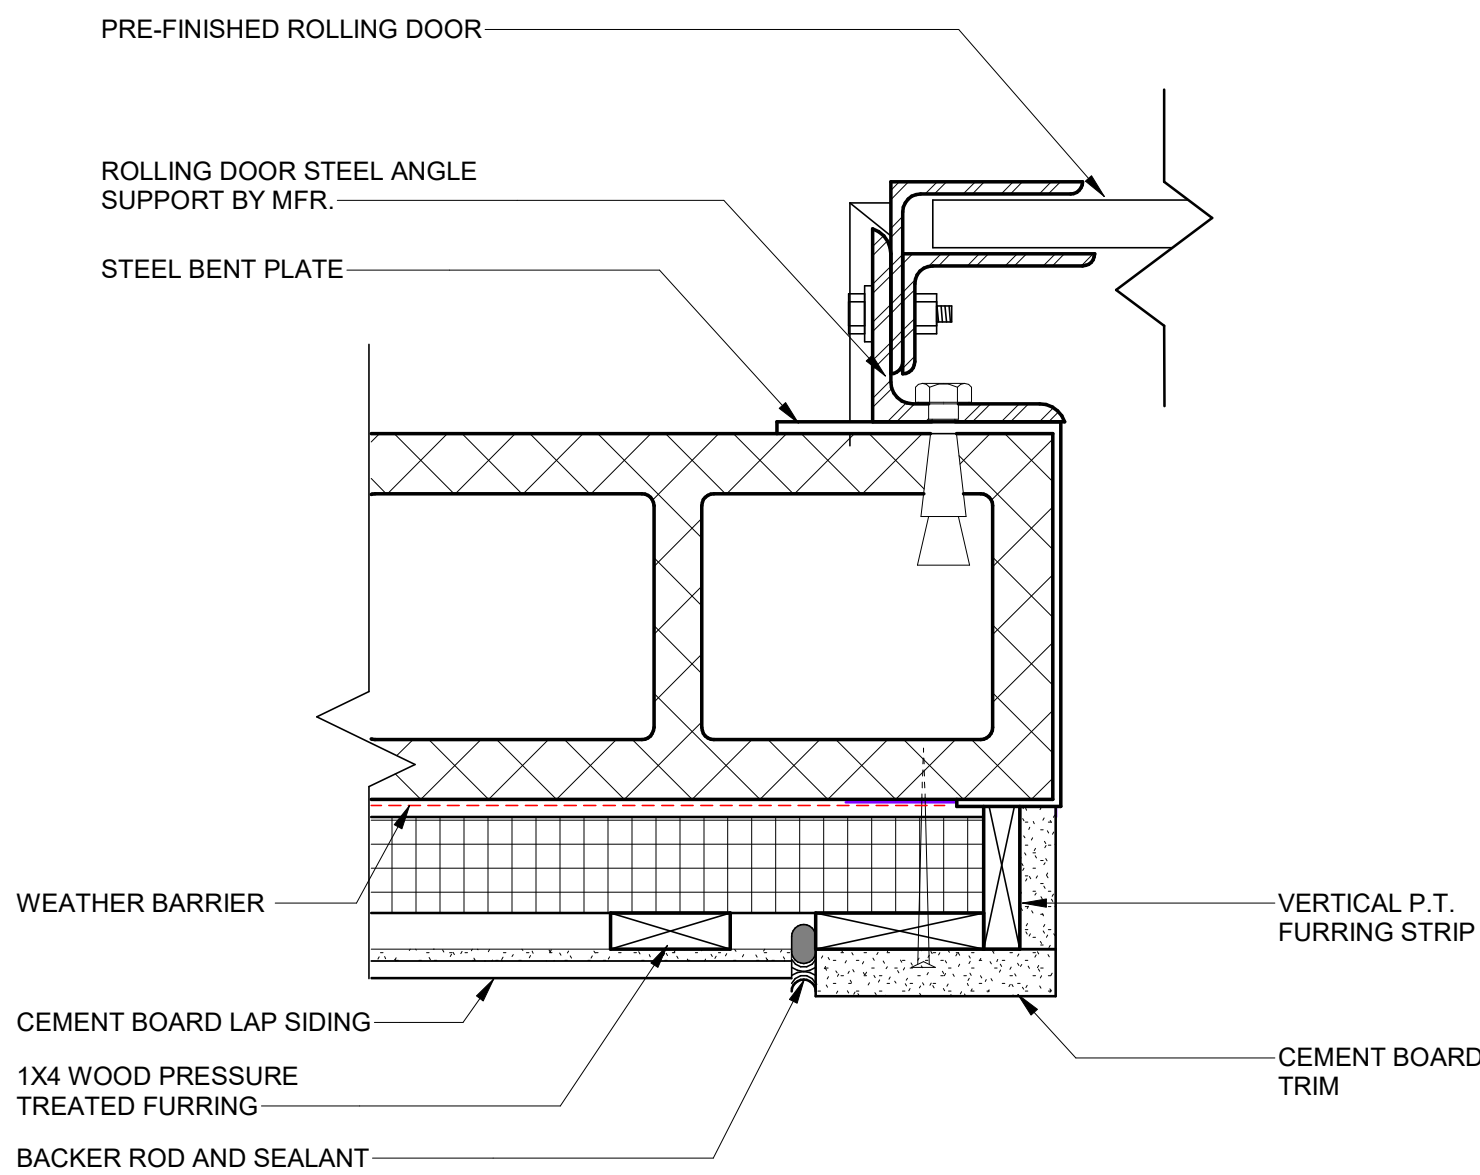 PRE-FINISHED ROLLING DOOR
ROLLING DOOR STEEL ANGLE
SUPPORT BY MFR.
STEEL BENT PLATE
WEATHER BARRIER
VERTICAL P.T.
FURRING STRIP
CEMENT BOARD LAP SIDING
CEMENT BOARD
TRIM
1X4 WOOD PRESSURE
TREATED FURRING
BACKER ROD AND SEALANT